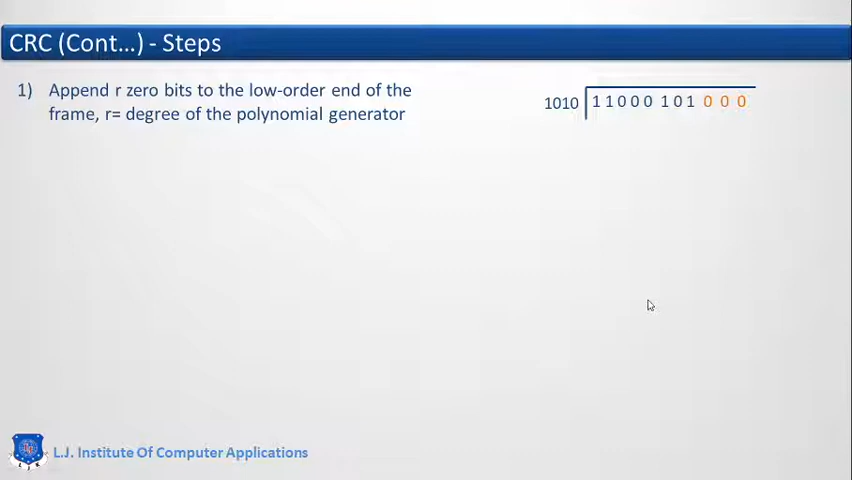 CRC (Cont...) - Steps
1) Append r zero bits to the low-order end of the
frame, r= degree of the polynomial generator
1010 1 1 0 0 0 1 0 1 0 0 0
L.J. Institute Of Computer Applications
L J K